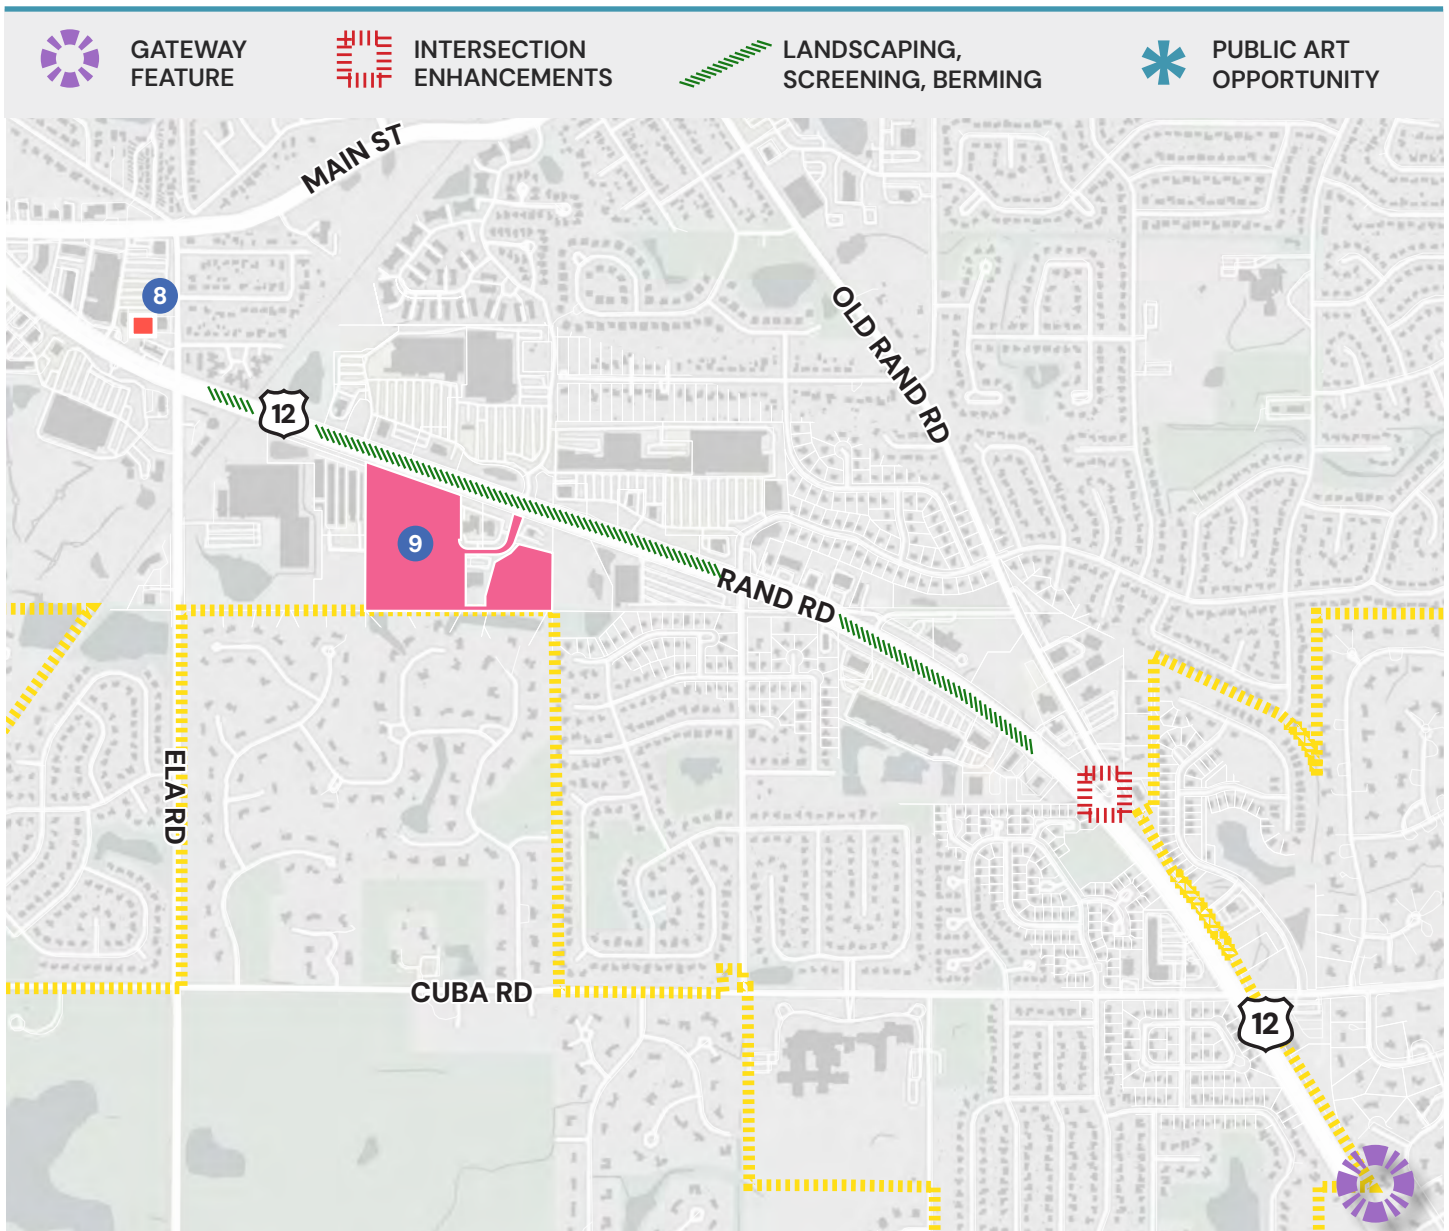 GATEWAY
FEATURE
INTERSECTION
ENHANCEMENTS
LANDSCAPING,
SCREENING, BERMING
PUBLIC ART
OPPORTUNITY
MAIN ST
8
OLD RAND RD
12
9
RAND RD
ELA RD
CUBA RD
12